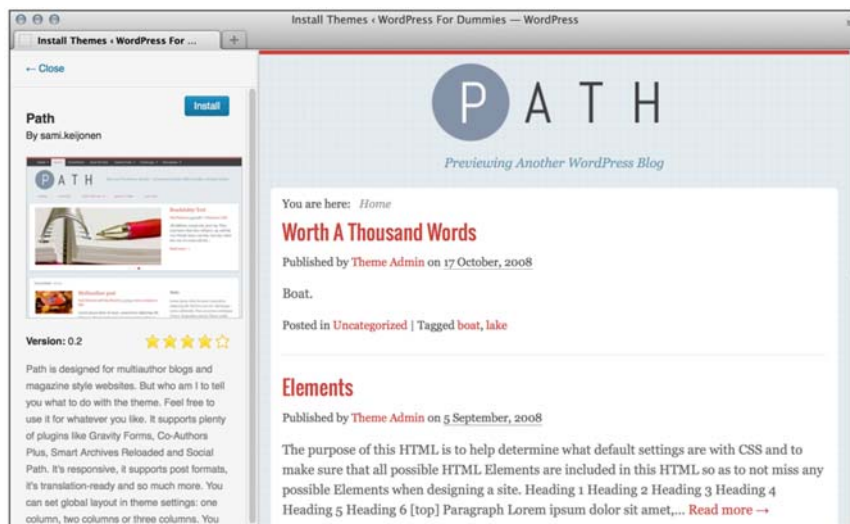 Install Themes ‹ WordPress For Dummies — WordPress
Install Themes ‹ WordPress For ...
+
← Close
Install
Path
By sami.keijonen
PATH
Readability Test
Multiauthor post
Version: 0.2
Path is designed for multiauthor blogs and
magazine style websites. But who am I to tell
you what to do with the theme. Feel free to
use it for whatever you like. It supports plenty
of plugins like Gravity Forms, Co-Authors
Plus, Smart Archives Reloaded and Social
Path. It's responsive, it supports post formats,
it's translation-ready and so much more. You
can set global layout in theme settings: one
column, two columns or three columns. You
PATH
Previewing Another WordPress Blog
You are here: Home
Worth A Thousand Words
Published by Theme Admin on 17 October, 2008
Boat.
Posted in Uncategorized | Tagged boat, lake
Elements
Published by Theme Admin on 5 September, 2008
The purpose of this HTML is to help determine what default settings are with CSS and to
make sure that all possible HTML Elements are included in this HTML so as to not miss any
possible Elements when designing a site. Heading 1 Heading 2 Heading 3 Heading 4
Heading 5 Heading 6 [top] Paragraph Lorem ipsum dolor sit amet,... Read more →